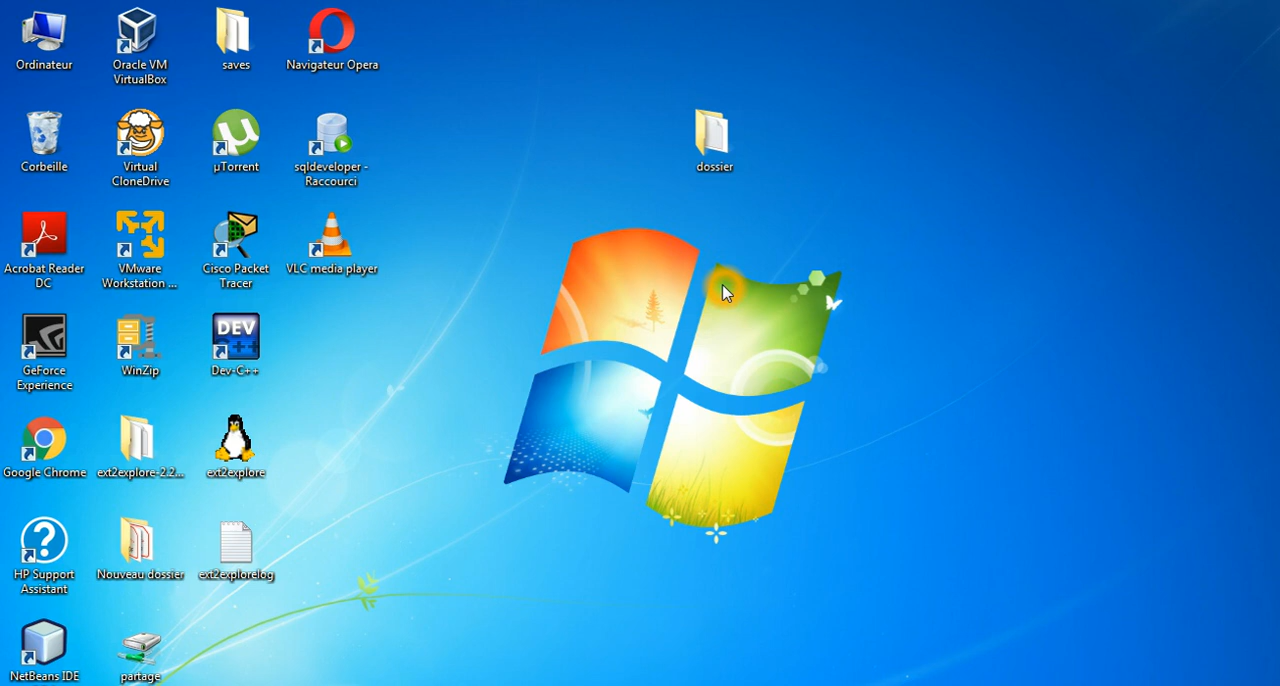 Ordinateur
Oracle VM
VirtualBox
saves
Navigateur Opera
Corbeille
Virtual
CloneDrive
µTorrent
sqldeveloper -
Raccourci
dossier
Acrobat Reader
DC
VMware
Workstation ...
Cisco Packet
Tracer
VLC media player
GeForce
Experience
WinZip
DEV
C++
Dev-C++
Google Chrome
ext2explore-2.2...
ext2explore
HP Support
Assistant
Nouveau dossier
ext2explorelog
NetBeans IDE
partage